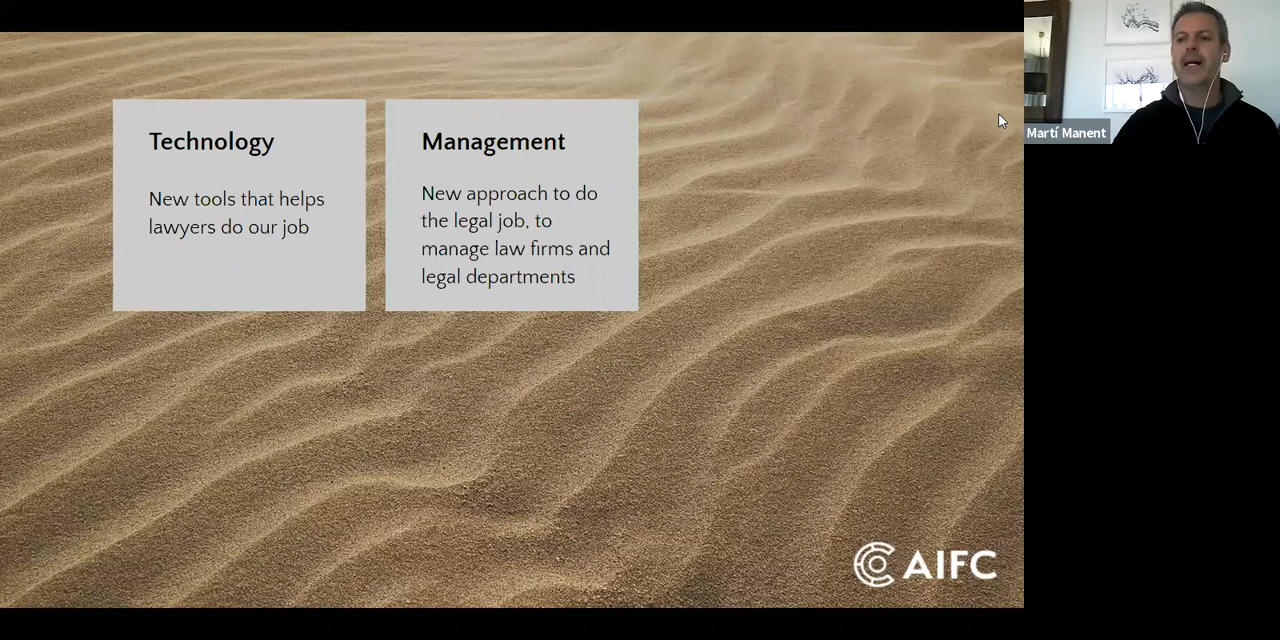 Technology
New tools that helps
lawyers do our job
Management
New approach to do
the legal job, to
manage law firms and
legal departments
Martí Manent
AIFC